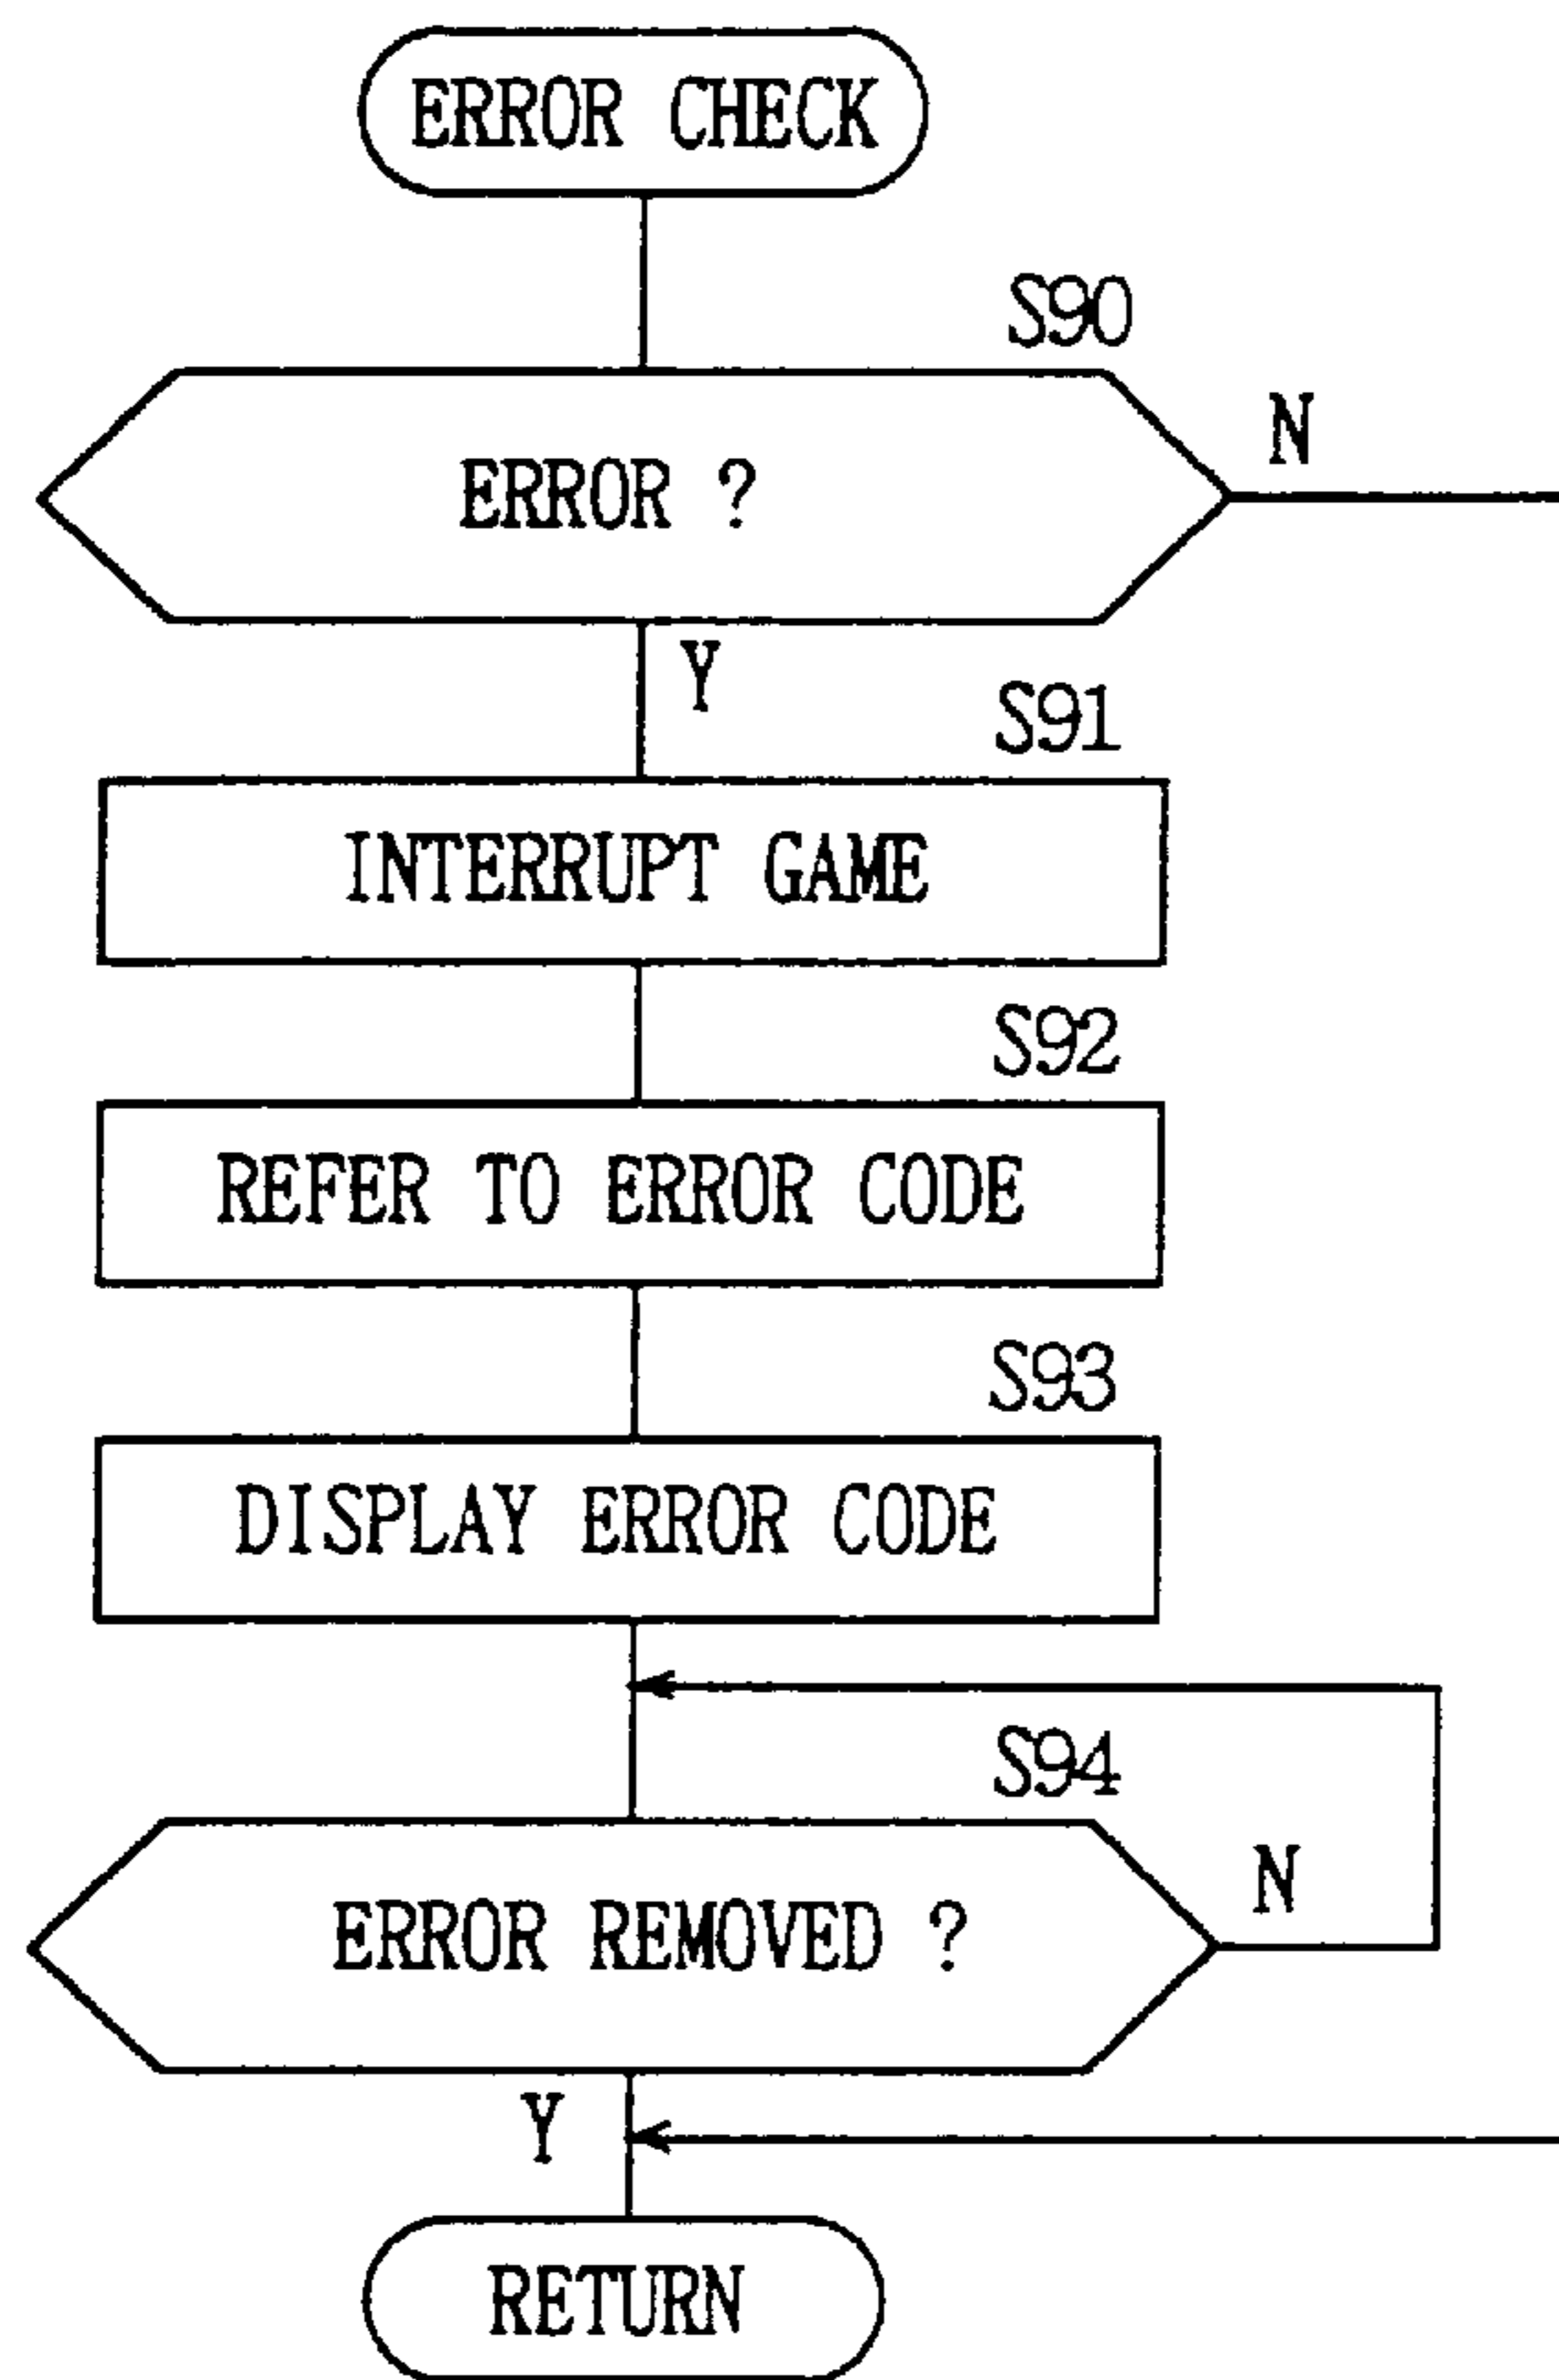 ERROR CHECK
S90
N
ERROR ?
Y
S91
INTERRUPT GAME
S92
REFER TO ERROR CODE
S93
DISPLAY ERROR CODE
S94
N
ERROR REMOVED ?
Y
RETURN